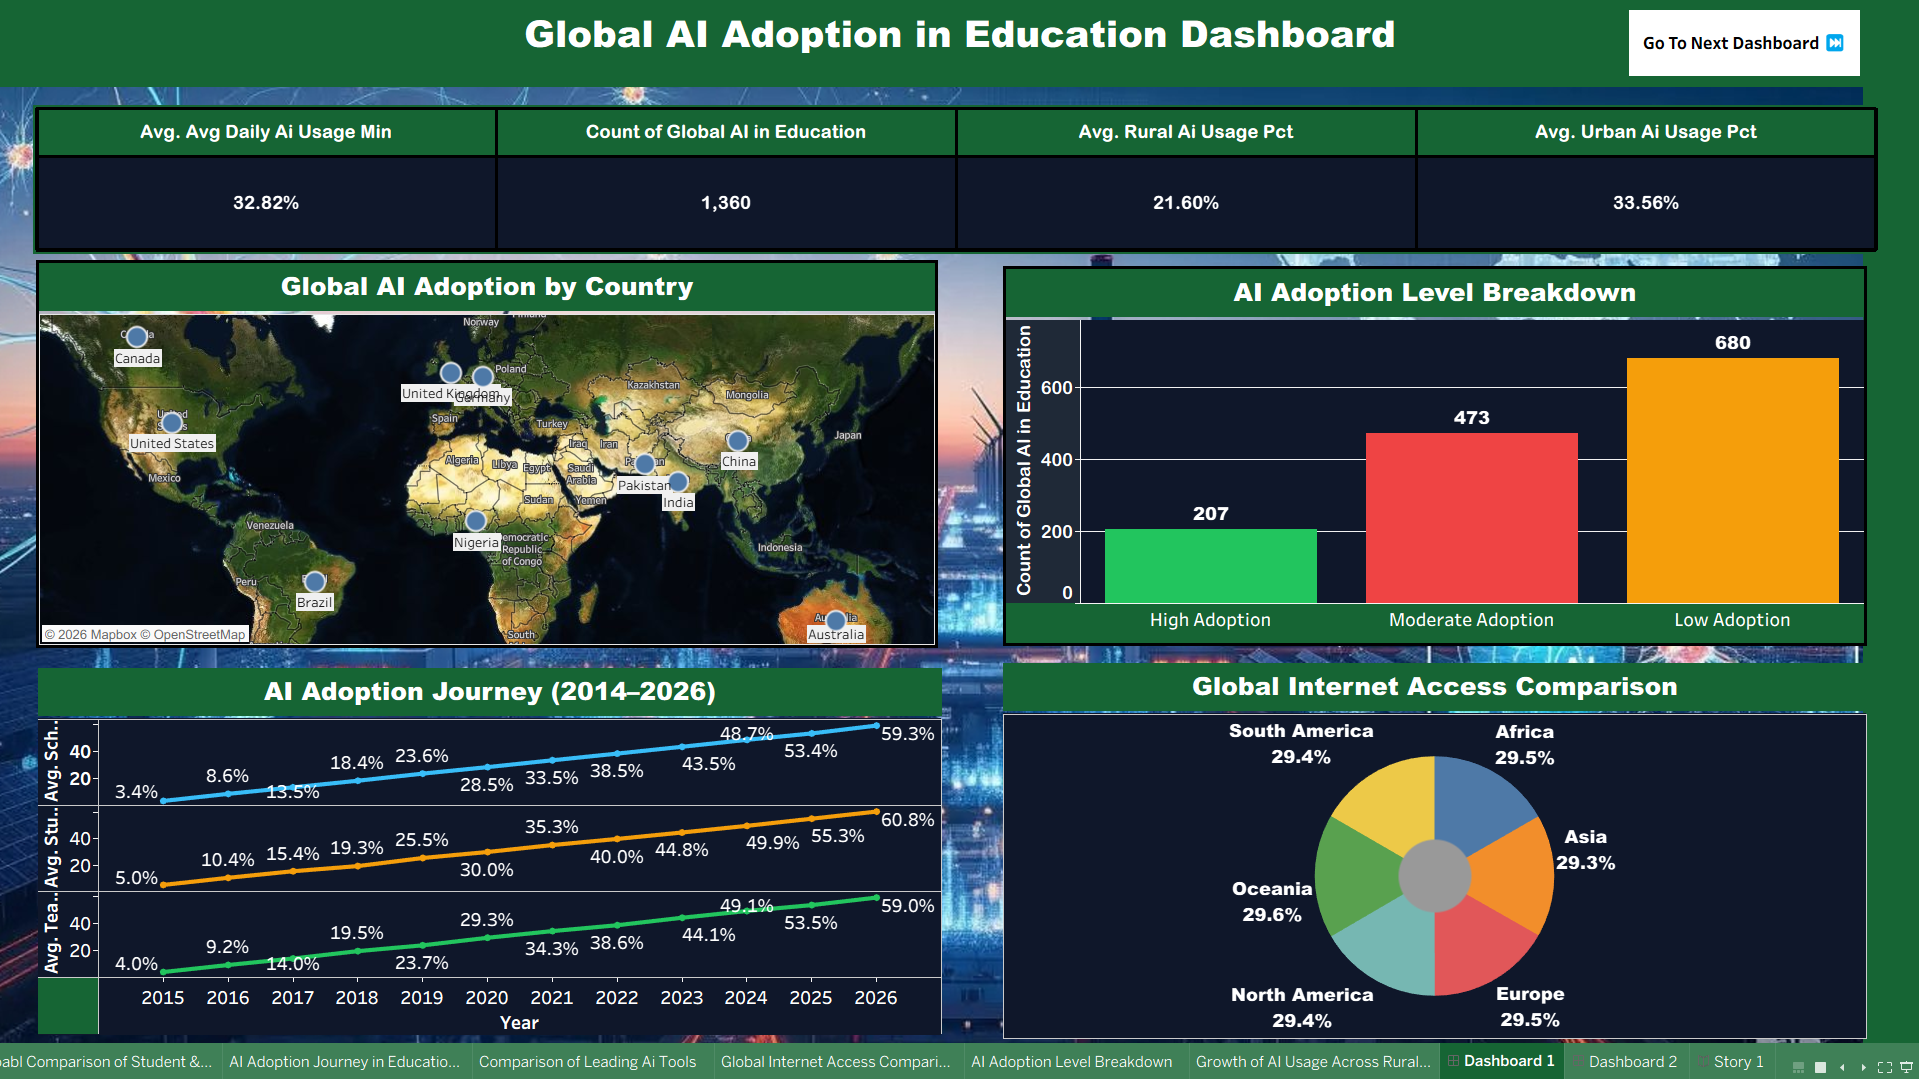 Global AI Adoption in Education Dashboard
Go To Next Dashboard ⏭
Avg. Avg Daily Ai Usage Min
Count of Global AI in Education
Avg. Rural Ai Usage Pct
Avg. Urban Ai Usage Pct
32.82%
1,360
21.60%
33.56%
Global AI Adoption by Country
Norway
Canada
Poland
United Kingdom
Germany
Kazakhstan
Mongolia
Spain
Turkey
United States
Japan
Iraq
Iran
Algeria
Libya
Egypt
Saudi
Arabia
China
Mexico
Pakistan
India
Sudan
Yemen
Venezuela
Nigeria
Republic
of Congo
Indonesia
Peru
Brazil
South
Australia
© 2026 Mapbox © OpenStreetMap
AI Adoption Level Breakdown
Count of Global AI in Education
600
400
200
0
207
473
680
High Adoption
Moderate Adoption
Low Adoption
AI Adoption Journey (2014–2026)
Avg. Sch..
40
20
3.4%
8.6%
13.5%
18.4%
23.6%
28.5%
33.5%
38.5%
43.5%
48.7%
53.4%
59.3%
Avg. Stu..
40
20
5.0%
10.4%
15.4%
19.3%
25.5%
30.0%
35.3%
40.0%
44.8%
49.9%
55.3%
60.8%
Avg. Tea..
40
20
4.0%
9.2%
14.0%
19.5%
23.7%
29.3%
34.3%
38.6%
44.1%
49.1%
53.5%
59.0%
2015 2016 2017 2018 2019 2020 2021 2022 2023 2024 2025 2026
Year
Global Internet Access Comparison
South America
29.4%
Africa
29.5%
Asia
29.3%
Oceania
29.6%
North America
29.4%
Europe
29.5%
Comparison of Student &...
AI Adoption Journey in Educatio...
Comparison of Leading Ai Tools
Global Internet Access Compari...
AI Adoption Level Breakdown
Growth of AI Usage Across Rural...
Dashboard 1
Dashboard 2
Story 1